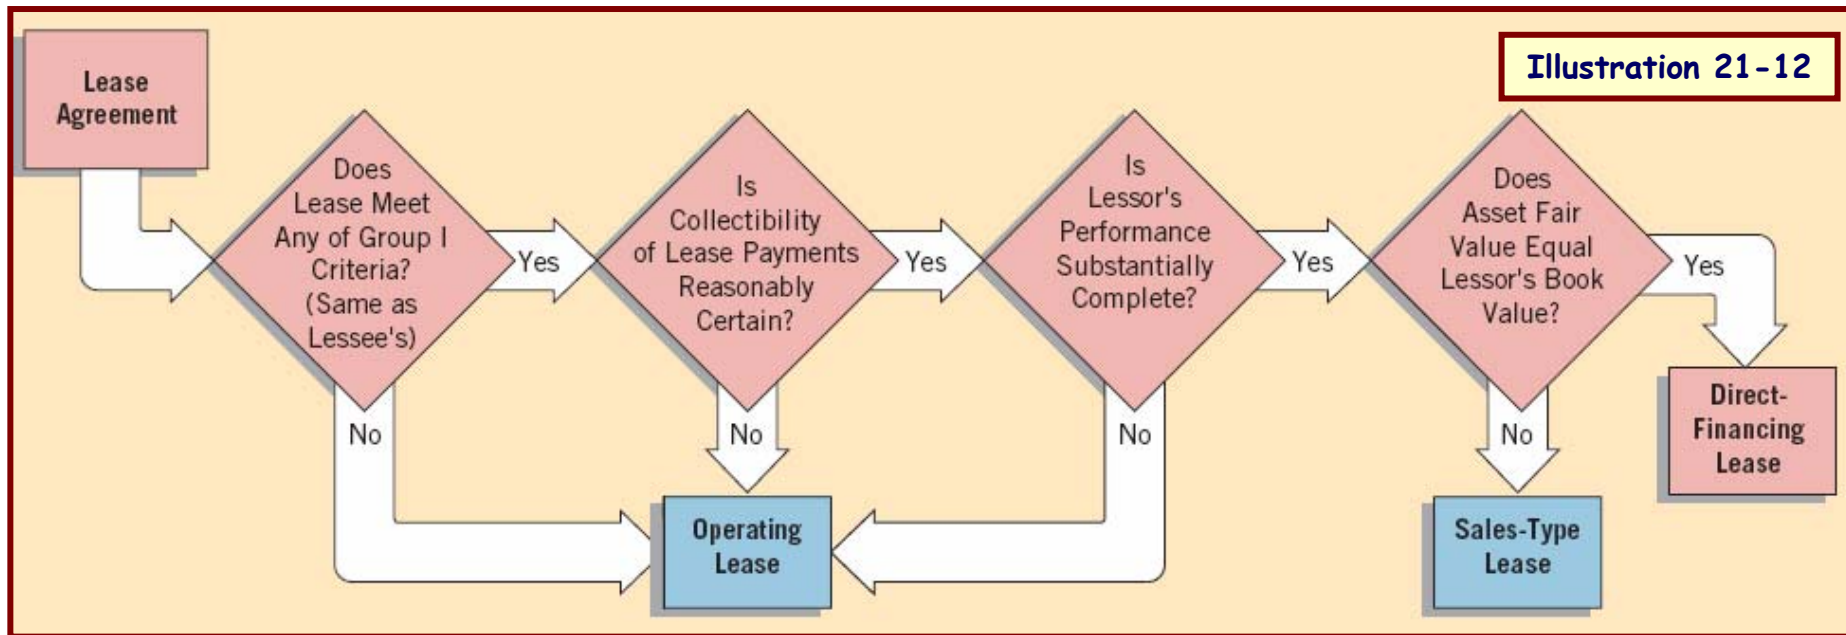 Illustration 21-12
Lease
Agreement
Does
Lease Meet
Any of Group I
Criteria?
(Same as
Lessee's)
Yes
No
Is
Collectibility
of Lease Payments
Reasonably
Certain?
Yes
No
Is
Lessor's
Performance
Substantially
Complete?
Yes
No
Does
Asset Fair
Value Equal
Lessor's Book
Value?
Yes
No
Direct-
Financing
Lease
Operating
Lease
Sales-Type
Lease